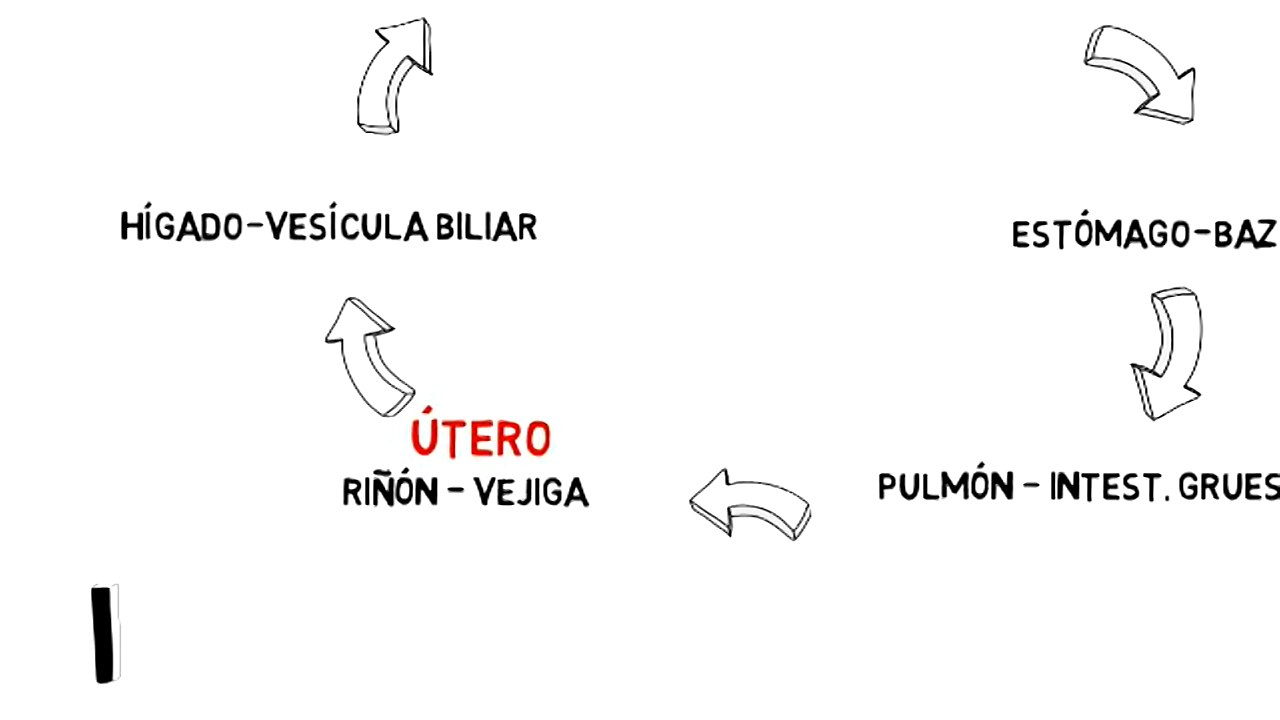 HÍGADO-VESÍCULA BILIAR
ESTÓMAGO-BAZ
ÚTERO
RIÑÓN - VEJIGA
PULMÓN - INTEST. GRUES